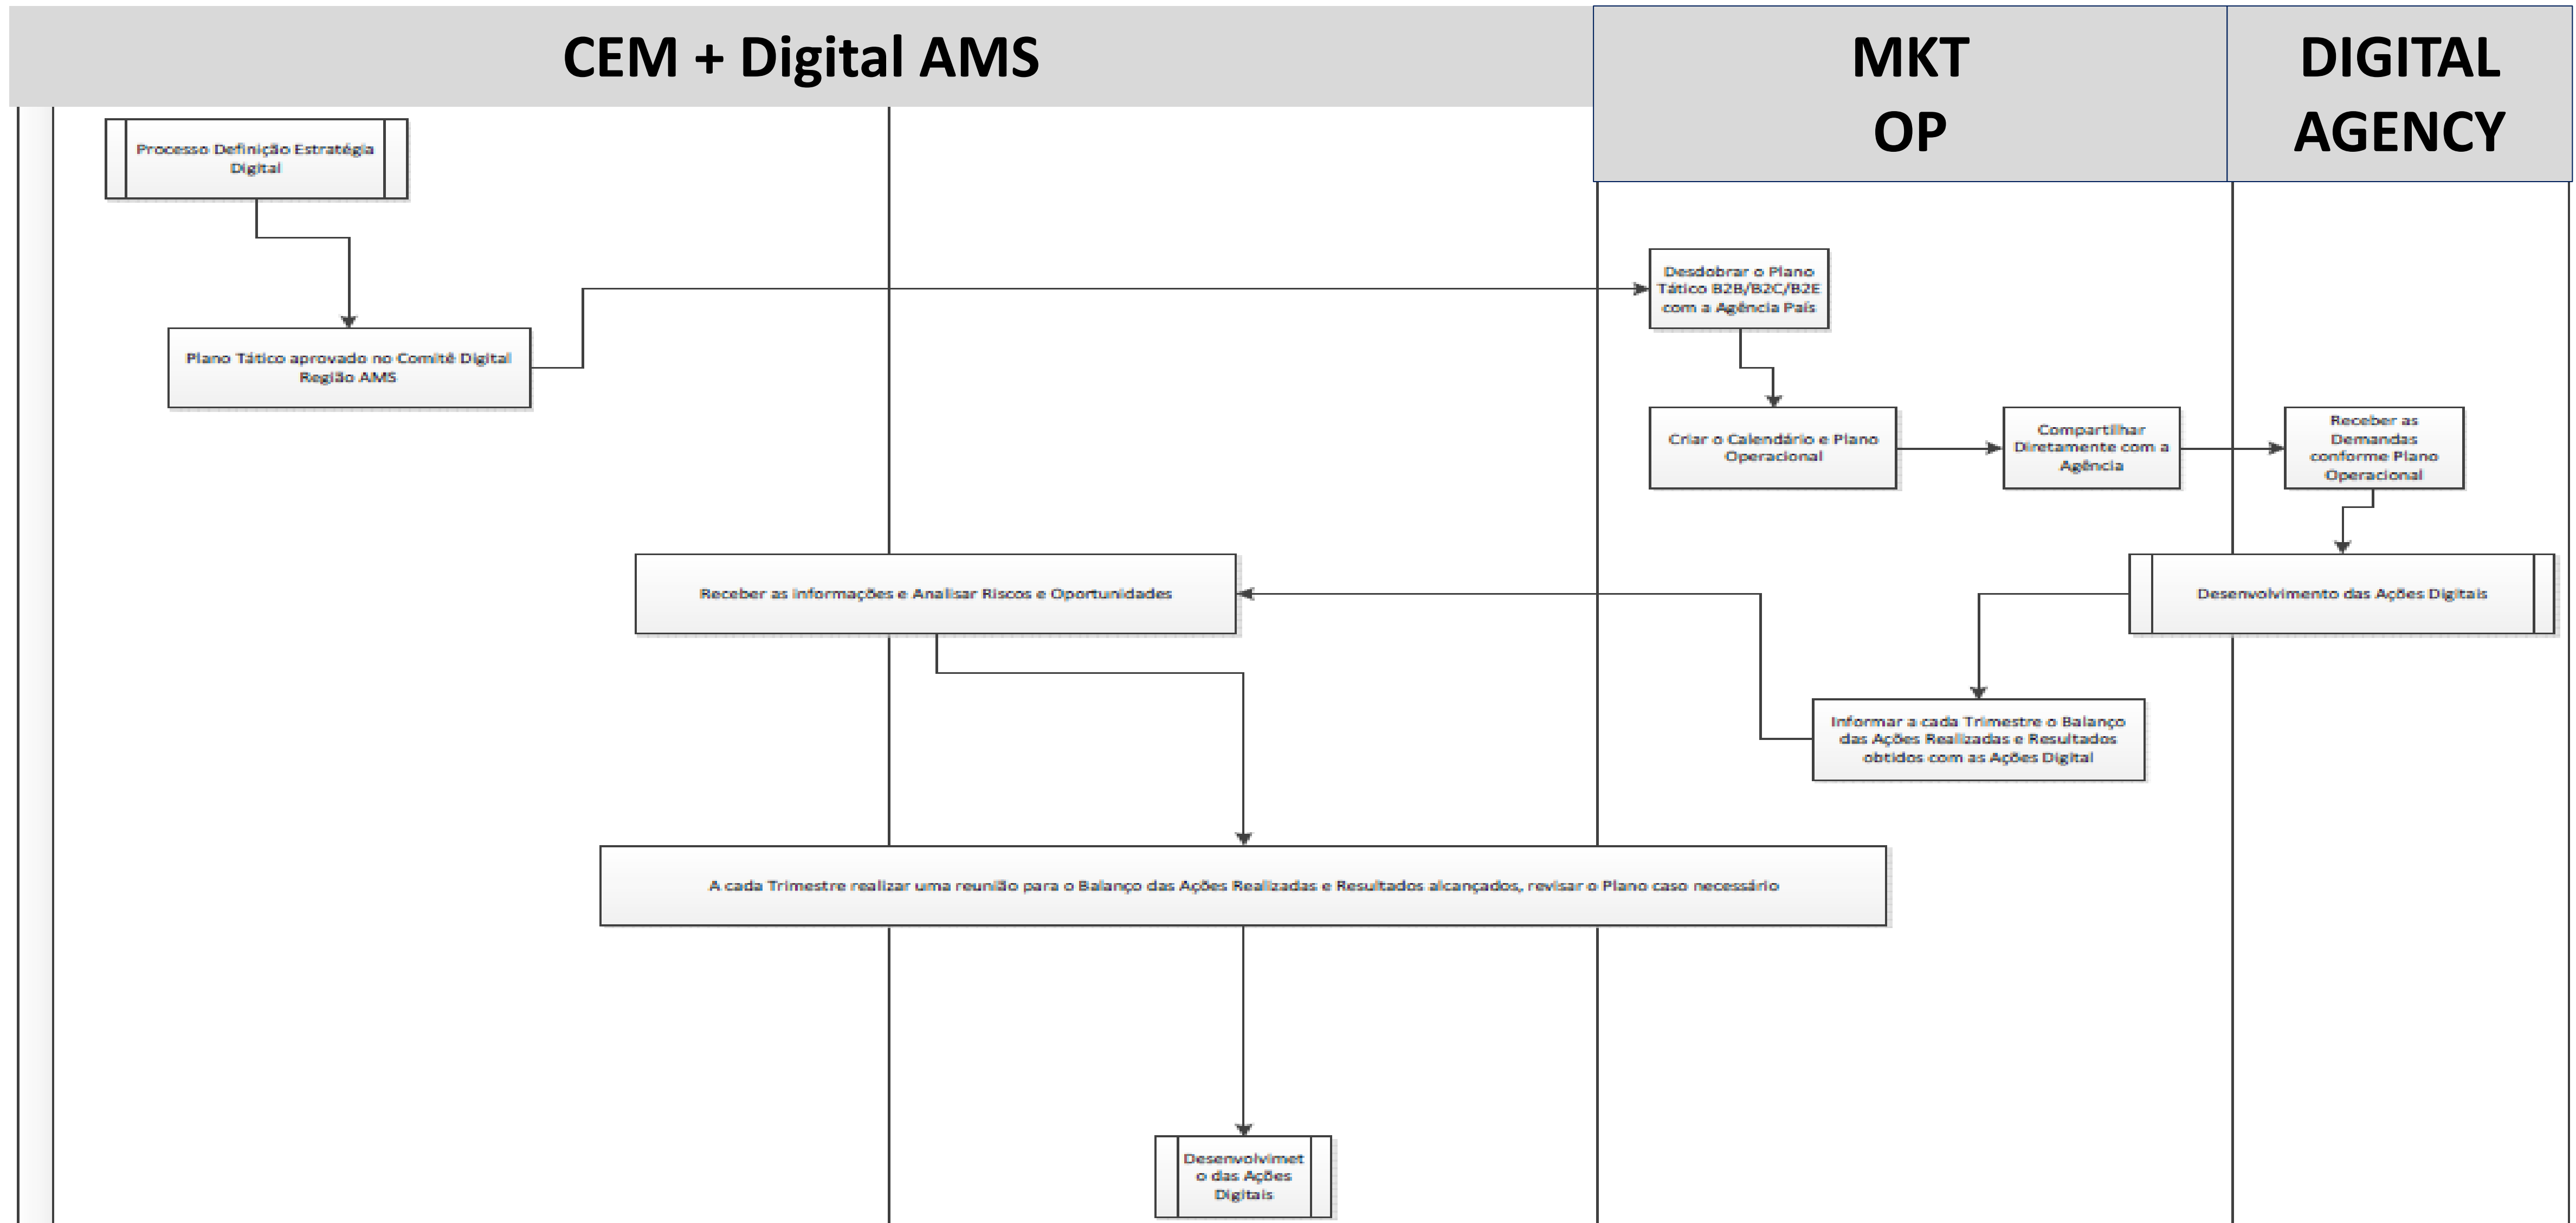 CEM + Digital AMS
MKT
OP
DIGITAL
AGENCY
Processo Definição Estratégia
Digital
Desdobrar o Plano
Tático B2B/B2C/B2E
com a Agência País
Plano Tático aprovado no Comitê Digital
Região AMS
Criar o Calendário e Plano
Operacional
Compartilhar
Diretamente com a
Agência
Receber as
Demandas
conforme Plano
Operacional
Receber as informações e Analisar Riscos e Oportunidades
Desenvolvimento das Ações Digitais
Informar a cada Trimestre o Balanço
das Ações Realizadas e Resultados
obtidos com as Ações Digital
A cada Trimestre realizar uma reunião para o Balanço das Ações Realizadas e Resultados alcançados, revisar o Plano caso necessário
Desenvolvimet
o das Ações
Digitais